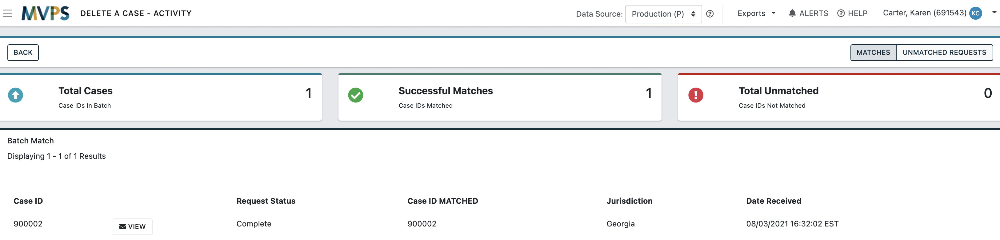 MVPS DELETE A CASE - ACTIVITY Data Source: Production (P) Exports ALERTS HELP Carter, Karen (691543) KC
BACK MATCHES UNMATCHED REQUESTS
Total Cases 1 Successful Matches 1 Total Unmatched 0
Case IDs In Batch Case IDs Matched Case IDs Not Matched
Batch Match
Displaying 1 - 1 of 1 Results
Case ID Request Status Case ID MATCHED Jurisdiction Date Received
900002 VIEW Complete 900002 Georgia 08/03/2021 16:32:02 EST